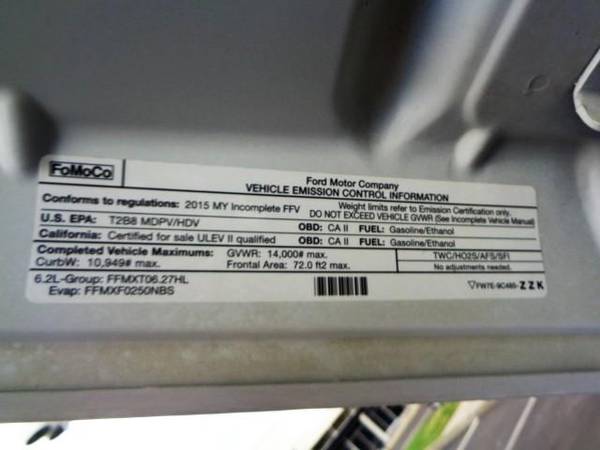 FoMoCo
Ford Motor Company
VEHICLE EMISSION CONTROL INFORMATION
Conforms to regulations: 2015 MY Incomplete FFV
Weight limits refer to Emission Certification only.
DO NOT EXCEED VEHICLE GVWR (See Incomplete Vehicle Manual)
U.S. EPA: T2B8 MDPV/HDV OBD: CA II FUEL: Gasoline/Ethanol
California: Certified for sale ULEV II qualified OBD: CA II FUEL: Gasoline/Ethanol
Completed Vehicle Maximums: GVWR: 14,000# max. TWC/HO2S/AFS/SFI
CurbW: 10,949# max. Frontal Area: 72.0 ft2 max. No adjustments needed.
6.2L-Group: FFMXT06.27HL
Evap: FFMXF0250NBS
FW7E-9C485-ZZK